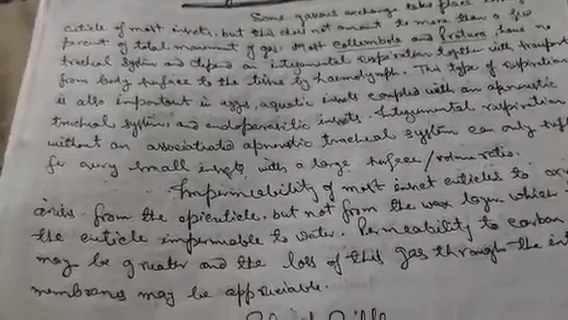 Some gaseous exchange takes place
cuticle of most insects, but this does not amount to more than a few
percent of total movement of gas. Most collembola and protura have no
tracheal system and depend on integumental respiration together with transport
from body surface to the tissue by haemolymph. This type of respiration
is also important in eggs, aquatic insects coupled with an apneustic
tracheal system, and endoparasitic insects. Integumental respiration
without an associated apneustic tracheal system can only
for very small insects with a large surface/volume ratio.
Impermeability of most insect cuticles to
arises from the epicuticle, but not from the wax layer which
the cuticle impermable to water. Permeability to carbon
may be greater and the loss of this gas through the
membranes may be appreciable.